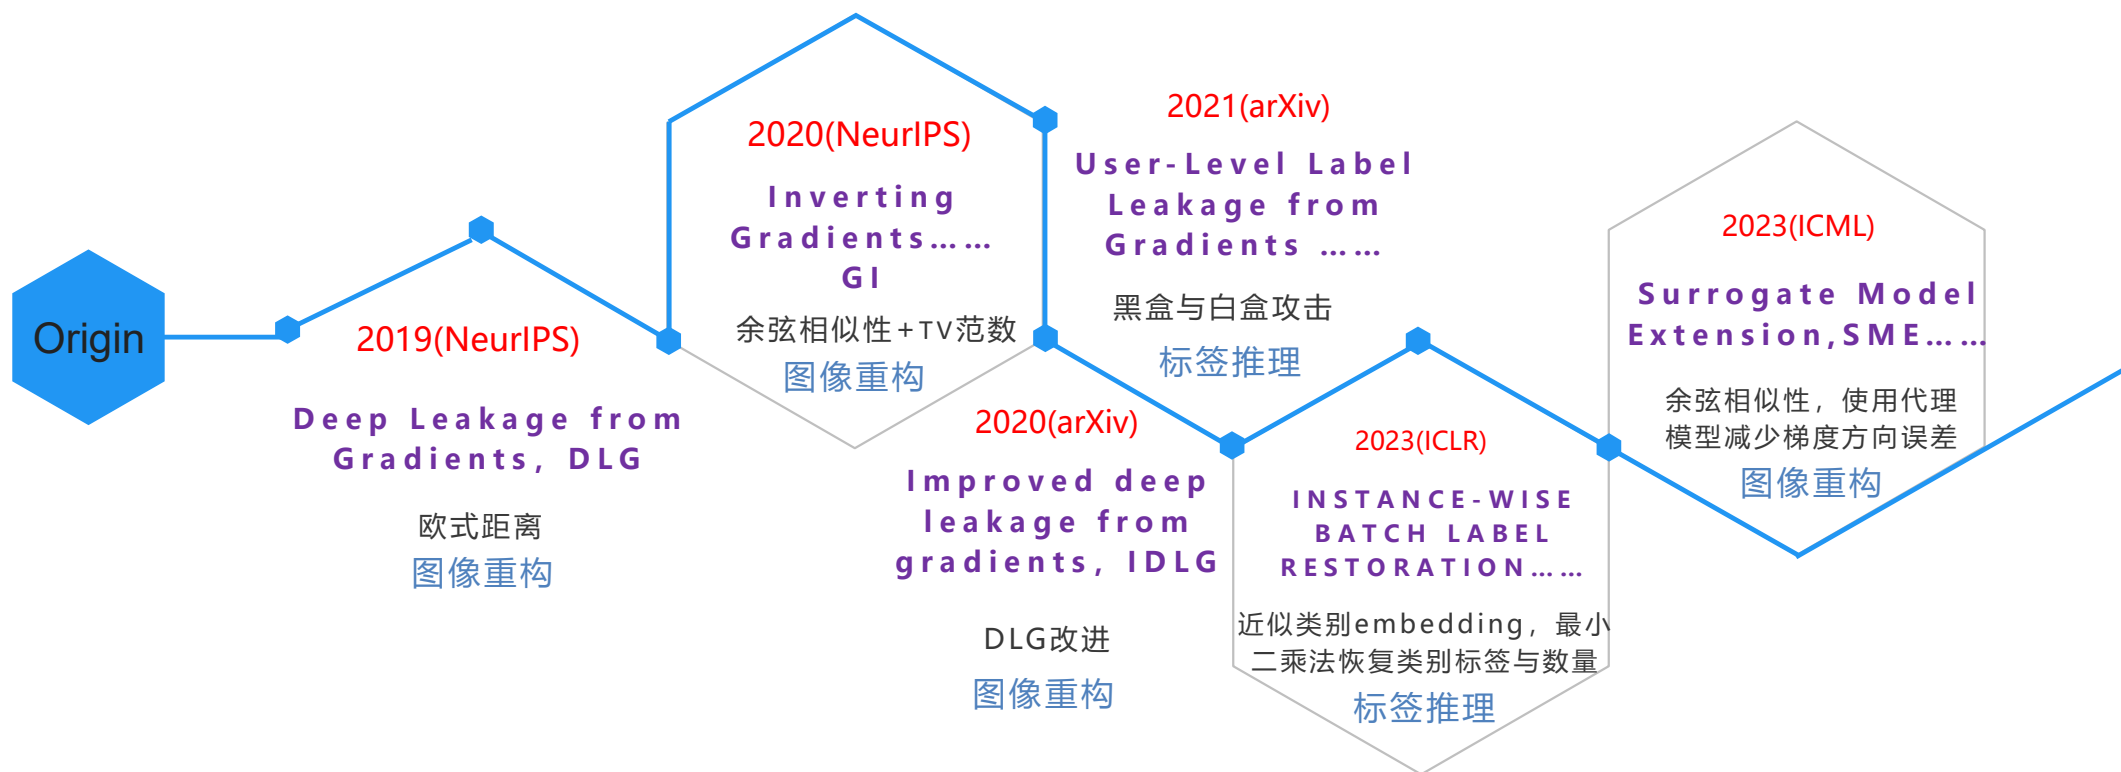 Origin
2019(NeurIPS)
Deep Leakage from
Gradients, DLG
欧式距离
图像重构
2020(NeurIPS)
Inverting
Gradients……
GI
余弦相似性+TV范数
图像重构
2020(arXiv)
Improved deep
leakage from
gradients, IDLG
DLG改进
图像重构
2021(arXiv)
User-Level Label
Leakage from
Gradients ……
黑盒与白盒攻击
标签推理
2023(ICLR)
INSTANCE-WISE
BATCH LABEL
RESTORATION……
近似类别embedding，最小
二乘法恢复类别标签与数量
标签推理
2023(ICML)
Surrogate Model
Extension,SME……
余弦相似性，使用代理
模型减少梯度方向误差
图像重构